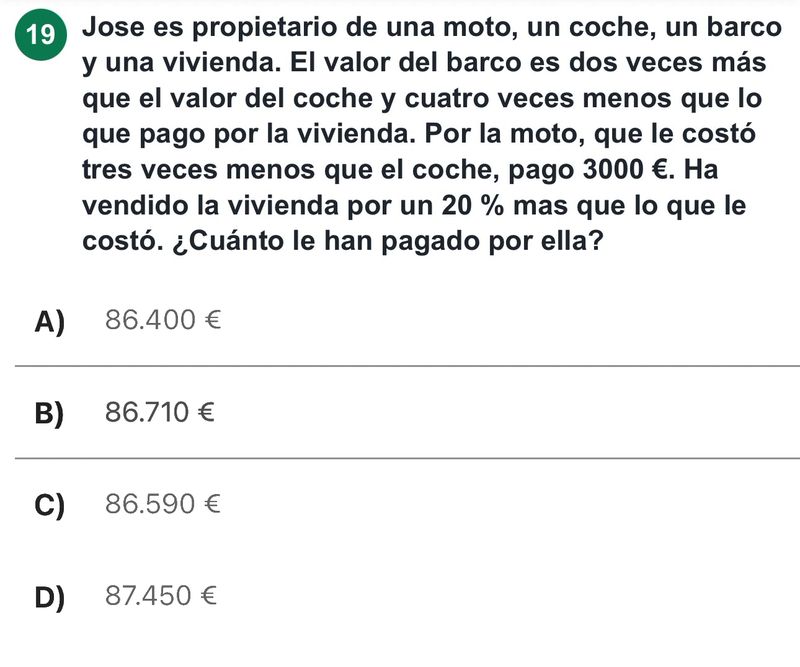 19 Jose es propietario de una moto, un coche, un barco
y una vivienda. El valor del barco es dos veces más
que el valor del coche y cuatro veces menos que lo
que pago por la vivienda. Por la moto, que le costó
tres veces menos que el coche, pago 3000 €. Ha
vendido la vivienda por un 20 % mas que lo que le
costó. ¿Cuánto le han pagado por ella?
A) 86.400 €
B) 86.710 €
C) 86.590 €
D) 87.450 €